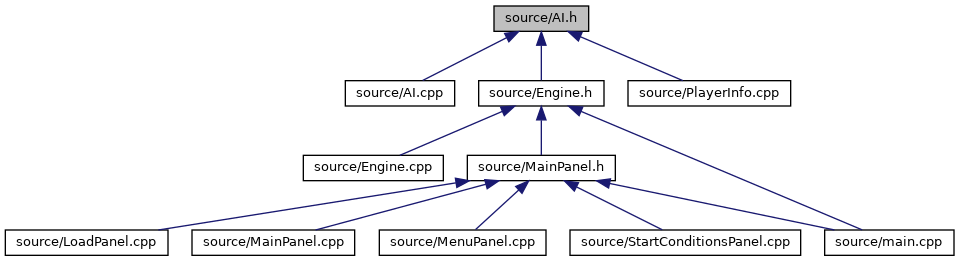 source/AI.h
source/AI.cpp
source/Engine.h
source/PlayerInfo.cpp
source/Engine.cpp
source/MainPanel.h
source/LoadPanel.cpp
source/MainPanel.cpp
source/MenuPanel.cpp
source/StartConditionsPanel.cpp
source/main.cpp